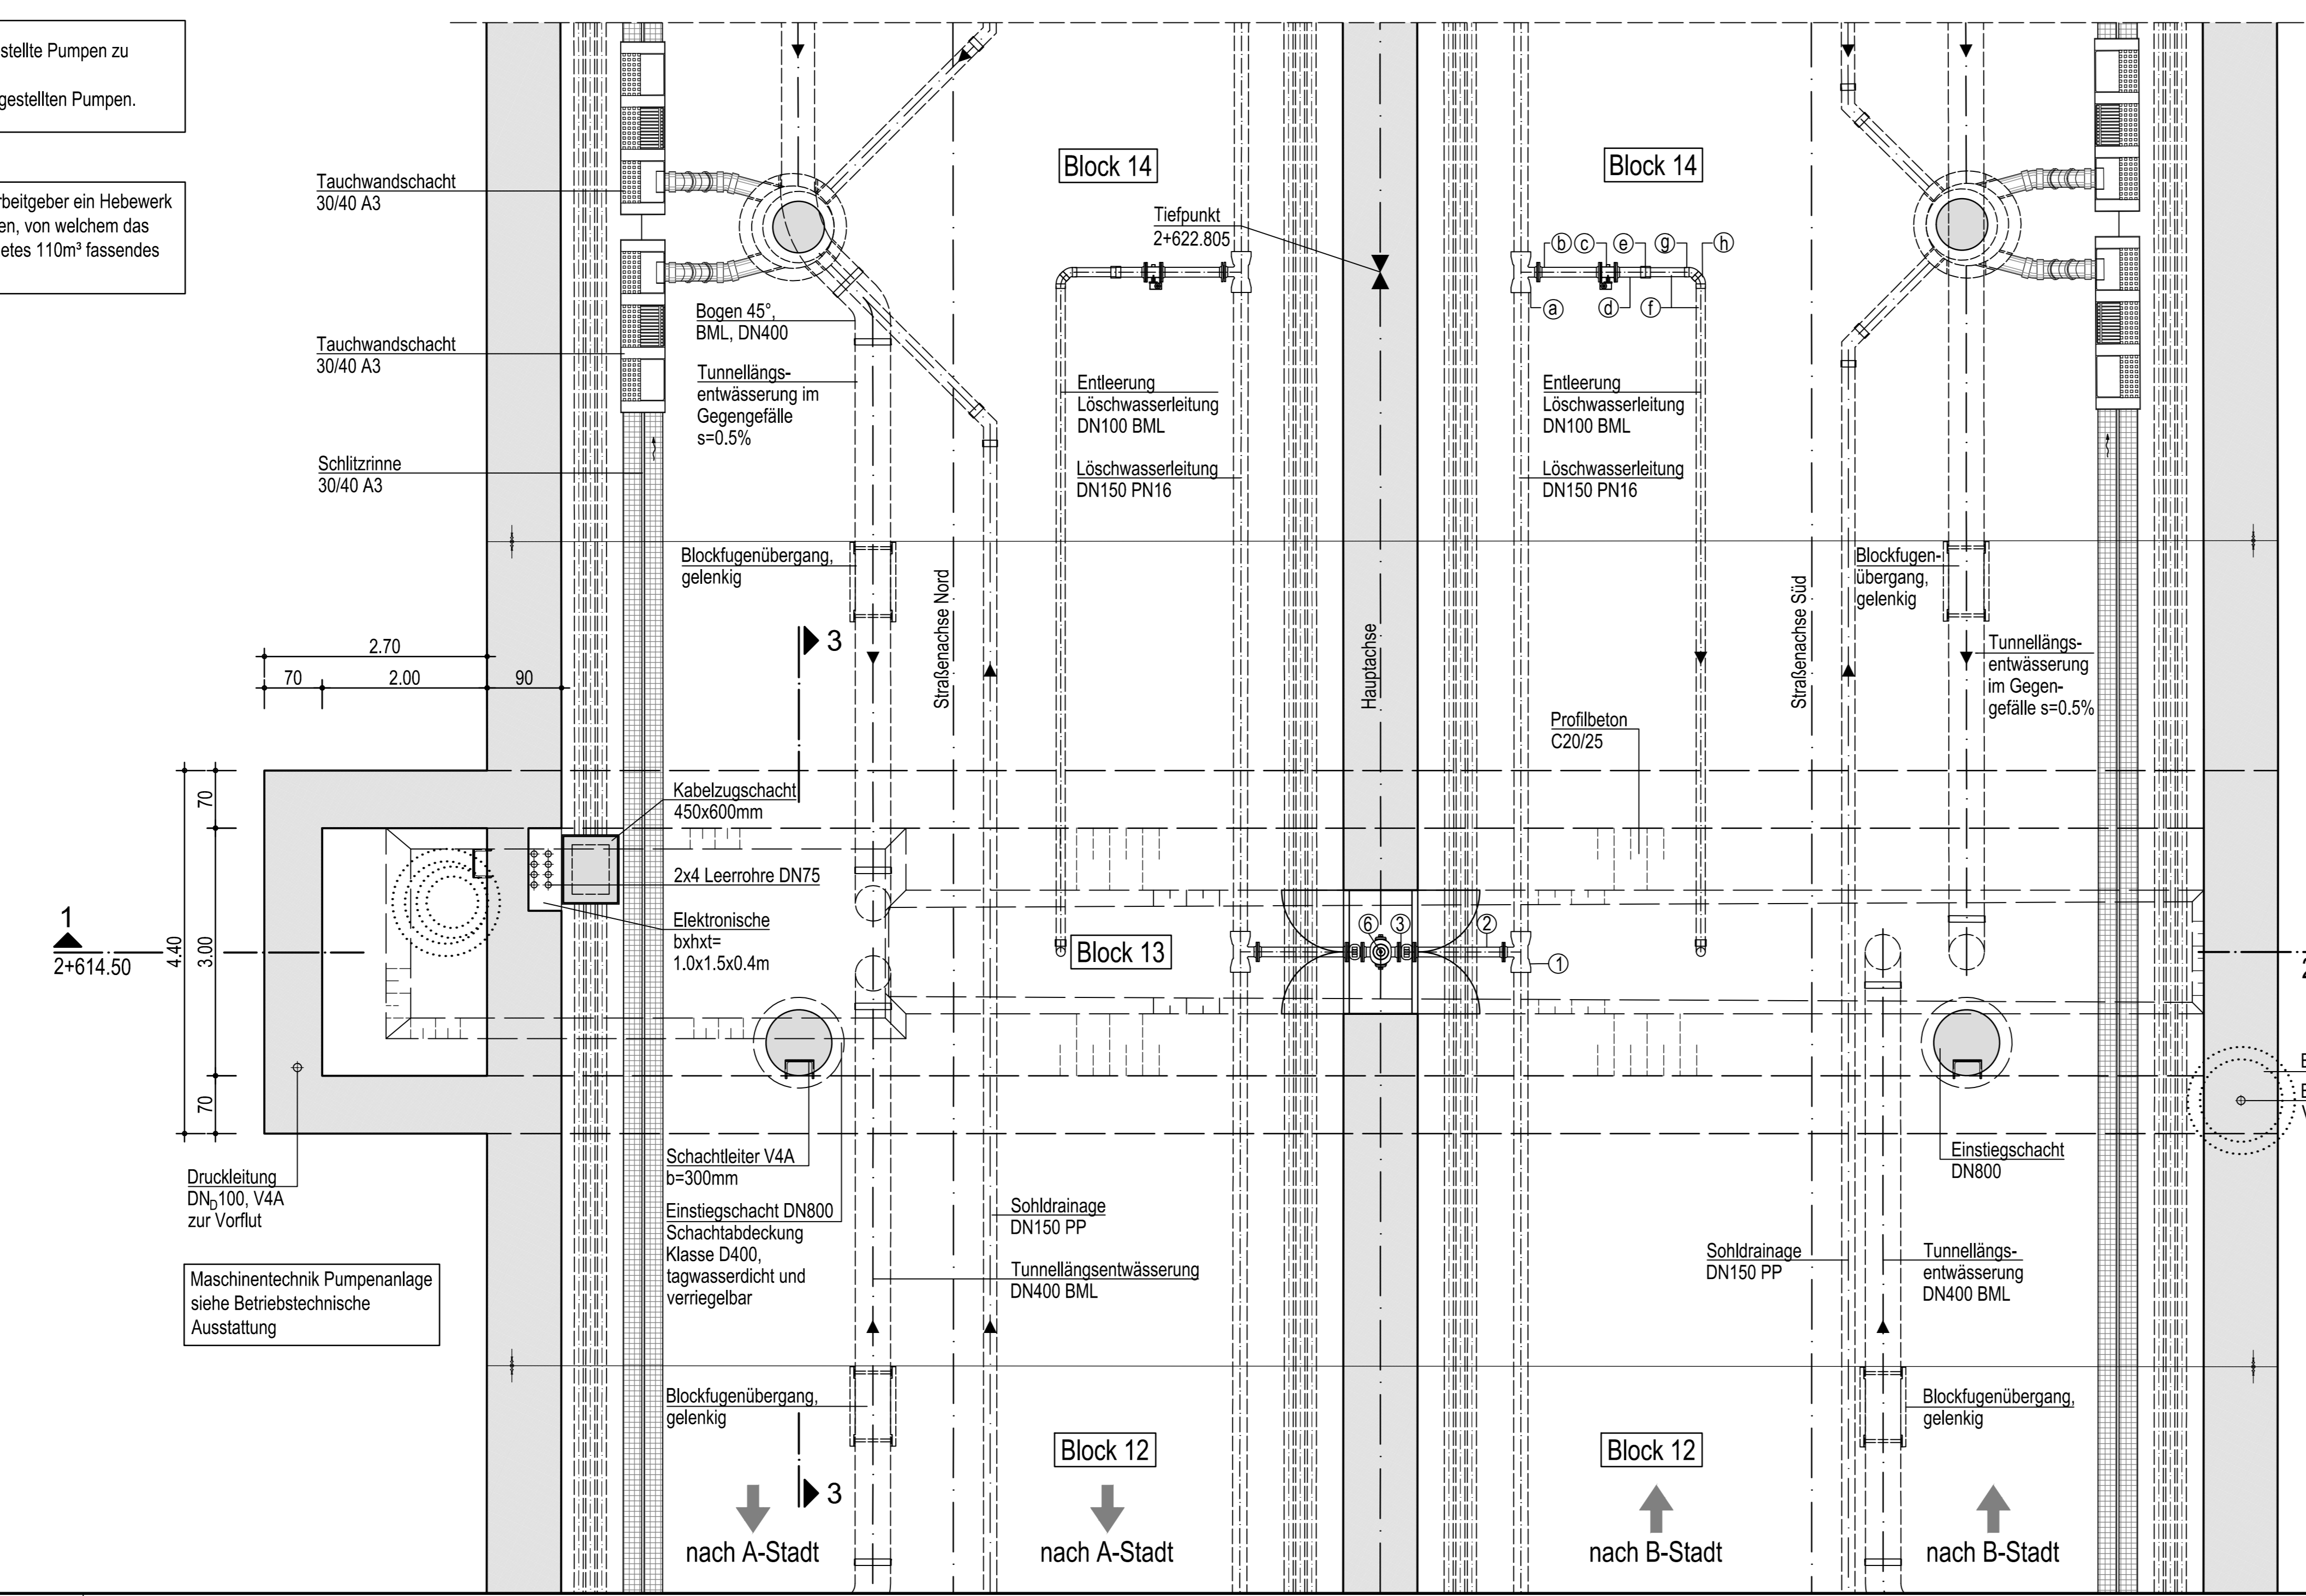 stellte Pumpen zu
gestellten Pumpen.
rbeitgeber ein Hebewerk
en, von welchem das
etes 110m³ fassendes
Tauchwandschacht
30/40 A3
Tauchwandschacht
30/40 A3
Schlitzrinne
30/40 A3
Bogen 45°,
BML, DN400
Tunnellängs-
entwässerung im
Gegengefälle
s=0.5%
Blockfugenübergang,
gelenkig
Straßenachse Nord
Block 14
Tiefpunkt
2+622.805
Entleerung
Löschwasserleitung
DN100 BML
Löschwasserleitung
DN150 PN16
Hauptachse
Block 14
b c e g h
a d f
Entleerung
Löschwasserleitung
DN100 BML
Löschwasserleitung
DN150 PN16
Straßenachse Süd
Blockfugen-
übergang,
gelenkig
Tunnellängs-
entwässerung
im Gegen-
gefälle s=0.5%
Profilbeton
C20/25
3
2.70
70 2.00 90
70
4.40
3.00
70
1
2+614.50
Kabelzugschacht
450x600mm
2x4 Leerrohre DN75
Elektronische
bxhxt=
1.0x1.5x0.4m
Block 13
6 3 2
1
2
Druckleitung
DND100, V4A
zur Vorflut
Maschinentechnik Pumpenanlage
siehe Betriebstechnische
Ausstattung
Schachtleiter V4A
b=300mm
Einstiegschacht DN800
Schachtabdeckung
Klasse D400,
tagwasserdicht und
verriegelbar
Sohldrainage
DN150 PP
Tunnellängsentwässerung
DN400 BML
Einstiegschacht
DN800
Sohldrainage
DN150 PP
Tunnellängs-
entwässerung
DN400 BML
Blockfugenübergang,
gelenkig
Blockfugenübergang,
gelenkig
3
Block 12
Block 12
nach A-Stadt
nach A-Stadt
nach B-Stadt
nach B-Stadt